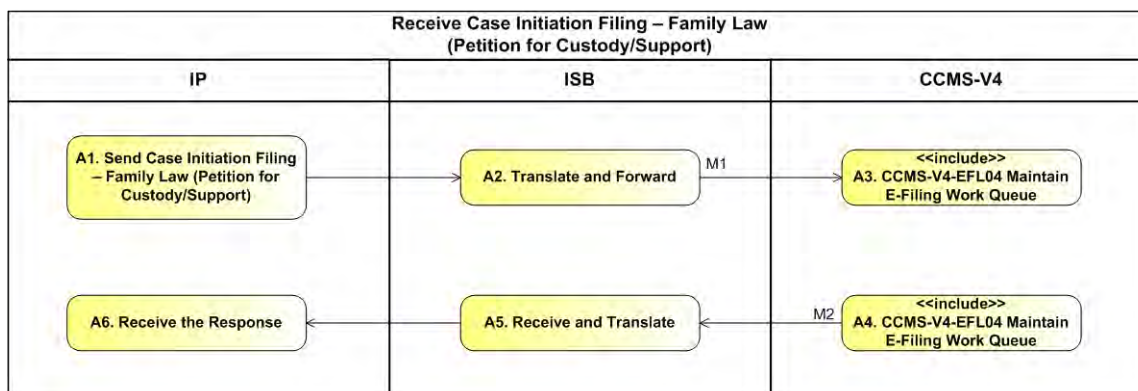 Receive Case Initiation Filing – Family Law
(Petition for Custody/Support)
IP
ISB
CCMS-V4
A1. Send Case Initiation Filing
– Family Law (Petition for
Custody/Support)
A2. Translate and Forward
M1
<<include>>
A3. CCMS-V4-EFL04 Maintain
E-Filing Work Queue
A6. Receive the Response
A5. Receive and Translate
M2
<<include>>
A4. CCMS-V4-EFL04 Maintain
E-Filing Work Queue